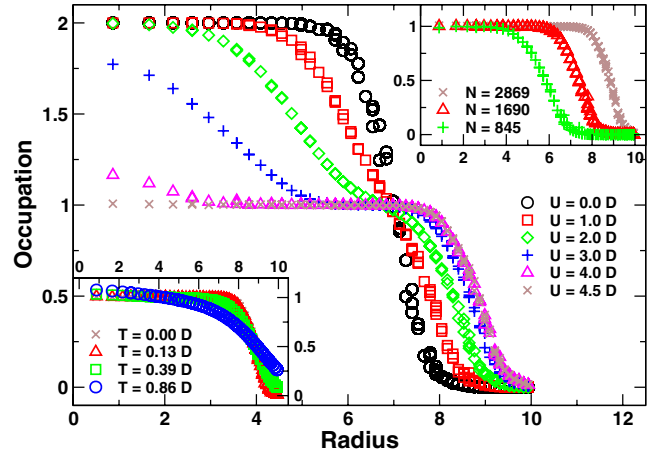 2
1.5
1
0.5
0
Occupation
0 2 4 6 8 10 12
Radius
0 2 4 6 8 10
1
0.5
0
N = 2869
N = 1690
N = 845
U = 0.0 D
U = 1.0 D
U = 2.0 D
U = 3.0 D
U = 4.0 D
U = 4.5 D
0 2 4 6 8 10
1
0.5
0
T = 0.00 D
T = 0.13 D
T = 0.39 D
T = 0.86 D